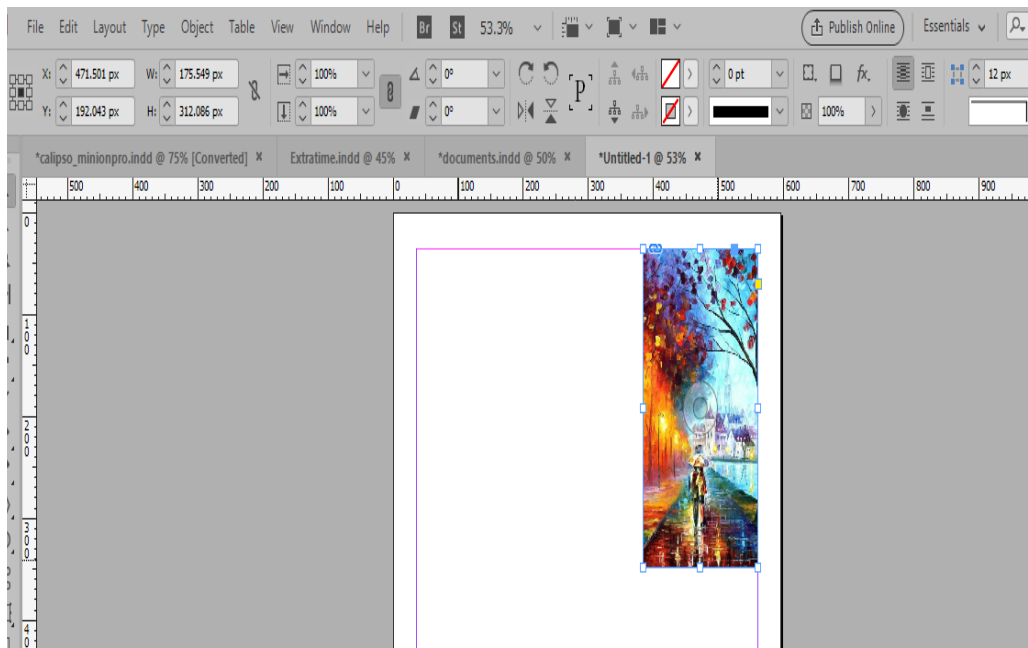 File Edit Layout Type Object Table View Window Help Br St 53.3% Publish Online Essentials
X: 471.501 px W: 175.549 px 100% 0° P 0 pt fx. 12 px
Y: 192.043 px H: 312.086 px 100% 0° 100%
*calipso_minionpro.indd @ 75% [Converted] × Extratime.indd @ 45% × *documents.indd @ 50% × *Untitled-1 @ 53% ×
500 400 300 200 100 0 100 200 300 400 500 600 700 800 900
0
100
200
300
40